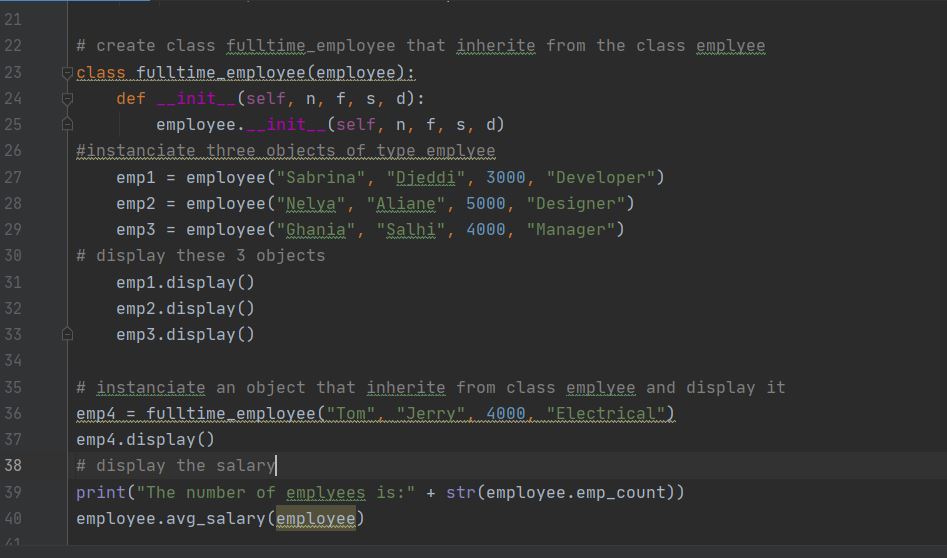 21
22 # create class fulltime_employee that inherite from the class emplyee
23 class fulltime_employee(employee):
24     def __init__(self, n, f, s, d):
25         employee.__init__(self, n, f, s, d)
26 #instanciate three objects of type emplyee
27     emp1 = employee("Sabrina", "Djeddi", 3000, "Developer")
28     emp2 = employee("Nelya", "Aliane", 5000, "Designer")
29     emp3 = employee("Ghania", "Salhi", 4000, "Manager")
30 # display these 3 objects
31     emp1.display()
32     emp2.display()
33     emp3.display()
34
35 # instanciate an object that inherite from class emplyee and display it
36 emp4 = fulltime_employee("Tom", "Jerry", 4000, "Electrical")
37 emp4.display()
38 # display the salary
39 print("The number of emplyees is:" + str(employee.emp_count))
40 employee.avg_salary(employee)
41